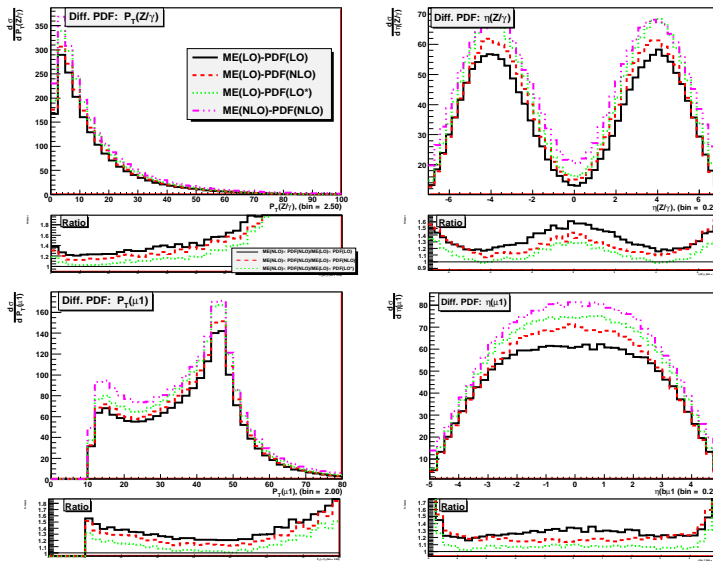 Diff. PDF: P_T(Z/γ)
dσ
d P_T(Z/γ)
ME(LO)-PDF(LO)
ME(LO)-PDF(NLO)
ME(LO)-PDF(LO*)
ME(NLO)-PDF(NLO)
350
300
250
200
150
100
50
0
0 10 20 30 40 50 60 70 80 90 100
P_T(Z/γ), (bin = 2.50)
Ratio
1.8
1.6
1.4
1.2
1
ME(NLO)- PDF(NLO)/ME(LO)- PDF(LO)
ME(NLO)- PDF(NLO)/ME(LO)- PDF(NLO)
ME(NLO)- PDF(NLO)/ME(LO)- PDF(LO*)
Diff. PDF: η(Z/γ)
dσ
d η(Z/γ)
70
60
50
40
30
20
-6 -4 -2 0 2 4 6
η(Z/γ), (bin = 0.2
Ratio
1.6
1.5
1.4
1.3
1.2
1.1
1
0.9
Diff. PDF: P_T(μ1)
dσ
d P_T(μ1)
160
140
120
100
80
60
40
20
0
0 10 20 30 40 50 60 70 80
P_T(μ1), (bin = 2.00)
Ratio
1.8
1.7
1.6
1.5
1.4
1.3
1.2
1.1
1
Diff. PDF: η(μ1)
dσ
d η(μ1)
80
70
60
50
40
30
20
10
-5 -4 -3 -2 -1 0 1 2 3 4 5
η(bμ1 (bin = 0.2
Ratio
1.7
1.6
1.5
1.4
1.3
1.2
1.1
1